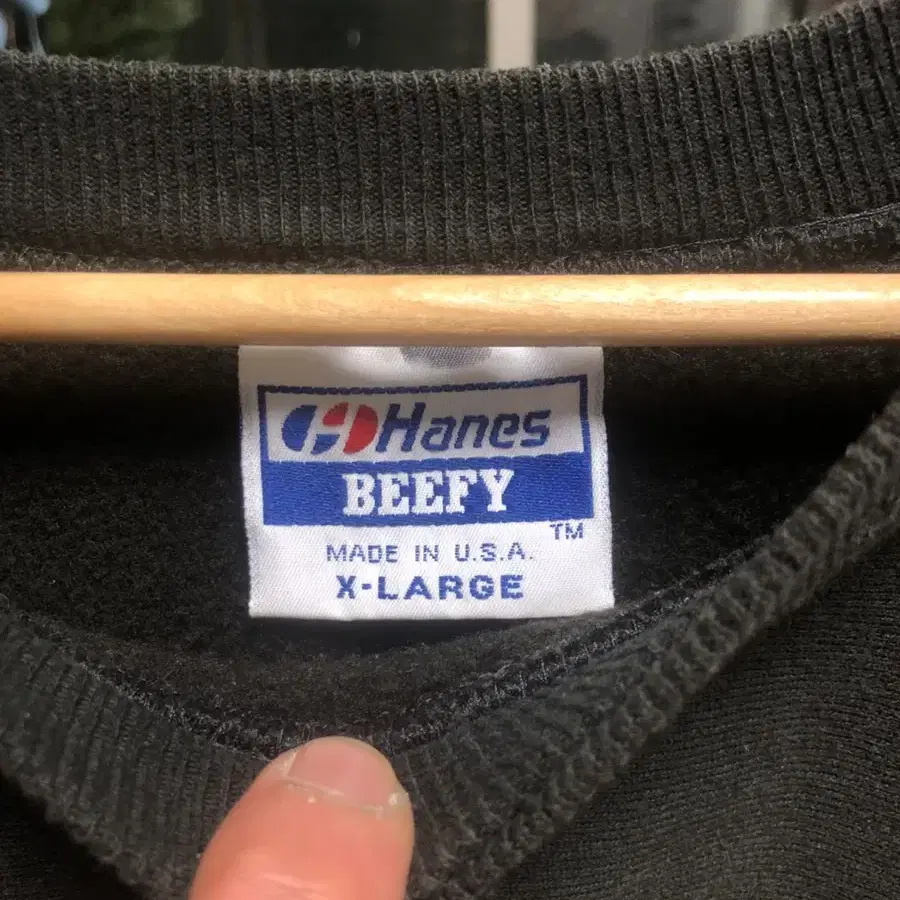 Hanes
BEEFY
TM
MADE IN U.S.A.
X-LARGE